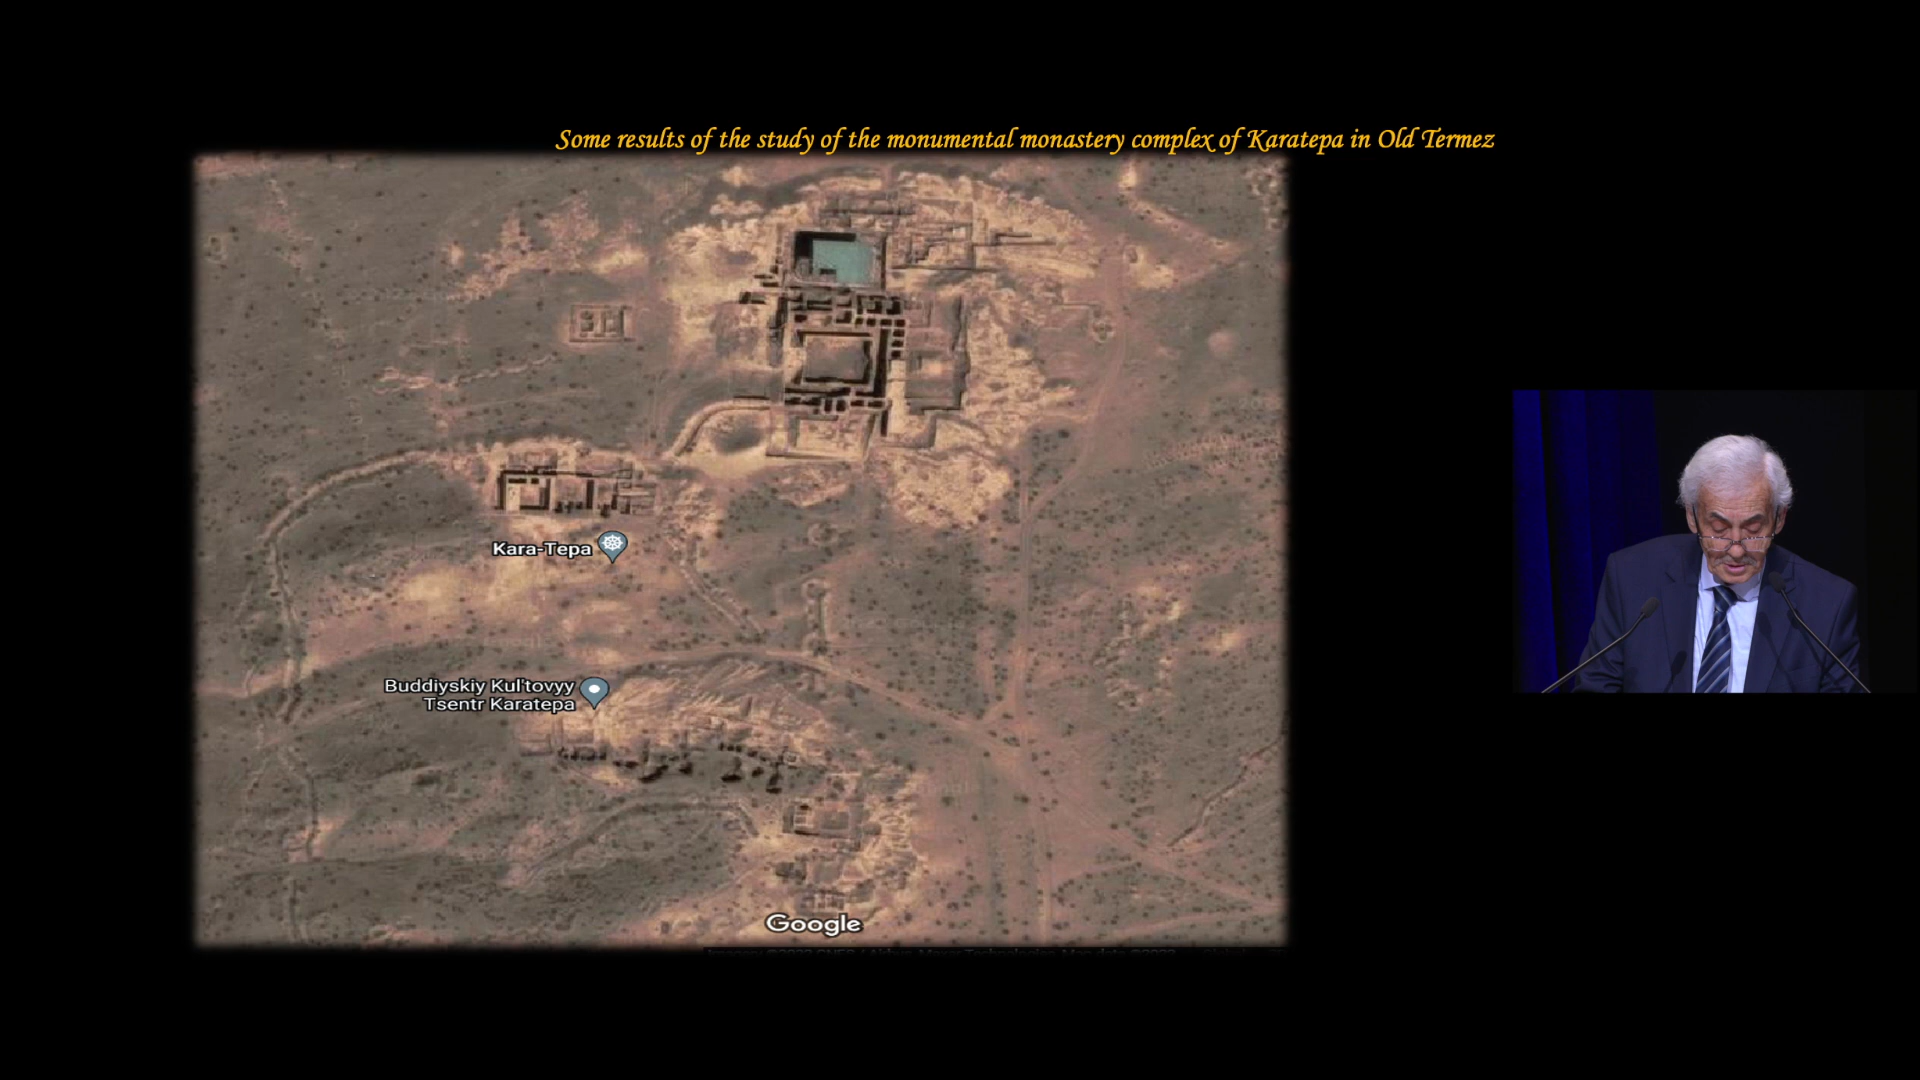 Some results of the study of the monumental monastery complex of Karatepa in Old Termez
Kara-Tepa
Buddiyskiy Kul'tovyy
Tsentr Karatepa
Google